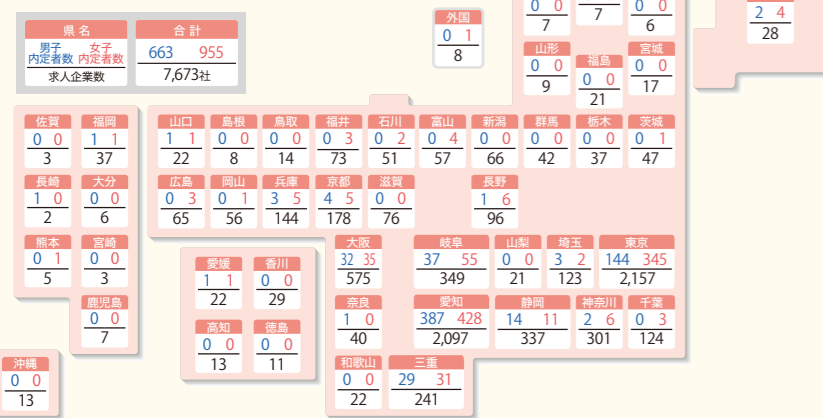 0 0
7
7
0 0
6
2 4
28
県 名
合 計
男子 女子
内定者数 内定者数
663 955
求人企業数
7,673社
外国
0 1
8
山形
0 0
9
福島
0 0
21
宮城
0 0
17
佐賀
0 0
3
福岡
1 1
37
山口
1 1
22
島根
0 0
8
鳥取
0 0
14
福井
0 3
73
石川
0 2
51
富山
0 4
57
新潟
0 0
66
群馬
0 0
42
栃木
0 0
37
茨城
0 1
47
長崎
1 0
2
大分
0 0
6
広島
0 3
65
岡山
0 1
56
兵庫
3 5
144
京都
4 5
178
滋賀
0 0
76
長野
1 6
96
熊本
0 1
5
宮崎
0 0
3
愛媛
1 1
22
香川
0 0
29
大阪
32 35
575
岐阜
37 55
349
山梨
0 0
21
埼玉
3 2
123
東京
144 345
2,157
鹿児島
0 0
7
高知
0 0
13
徳島
0 0
11
奈良
1 0
40
愛知
387 428
2,097
静岡
14 11
337
神奈川
2 6
301
千葉
0 3
124
沖縄
0 0
13
和歌山
0 0
22
三重
29 31
241